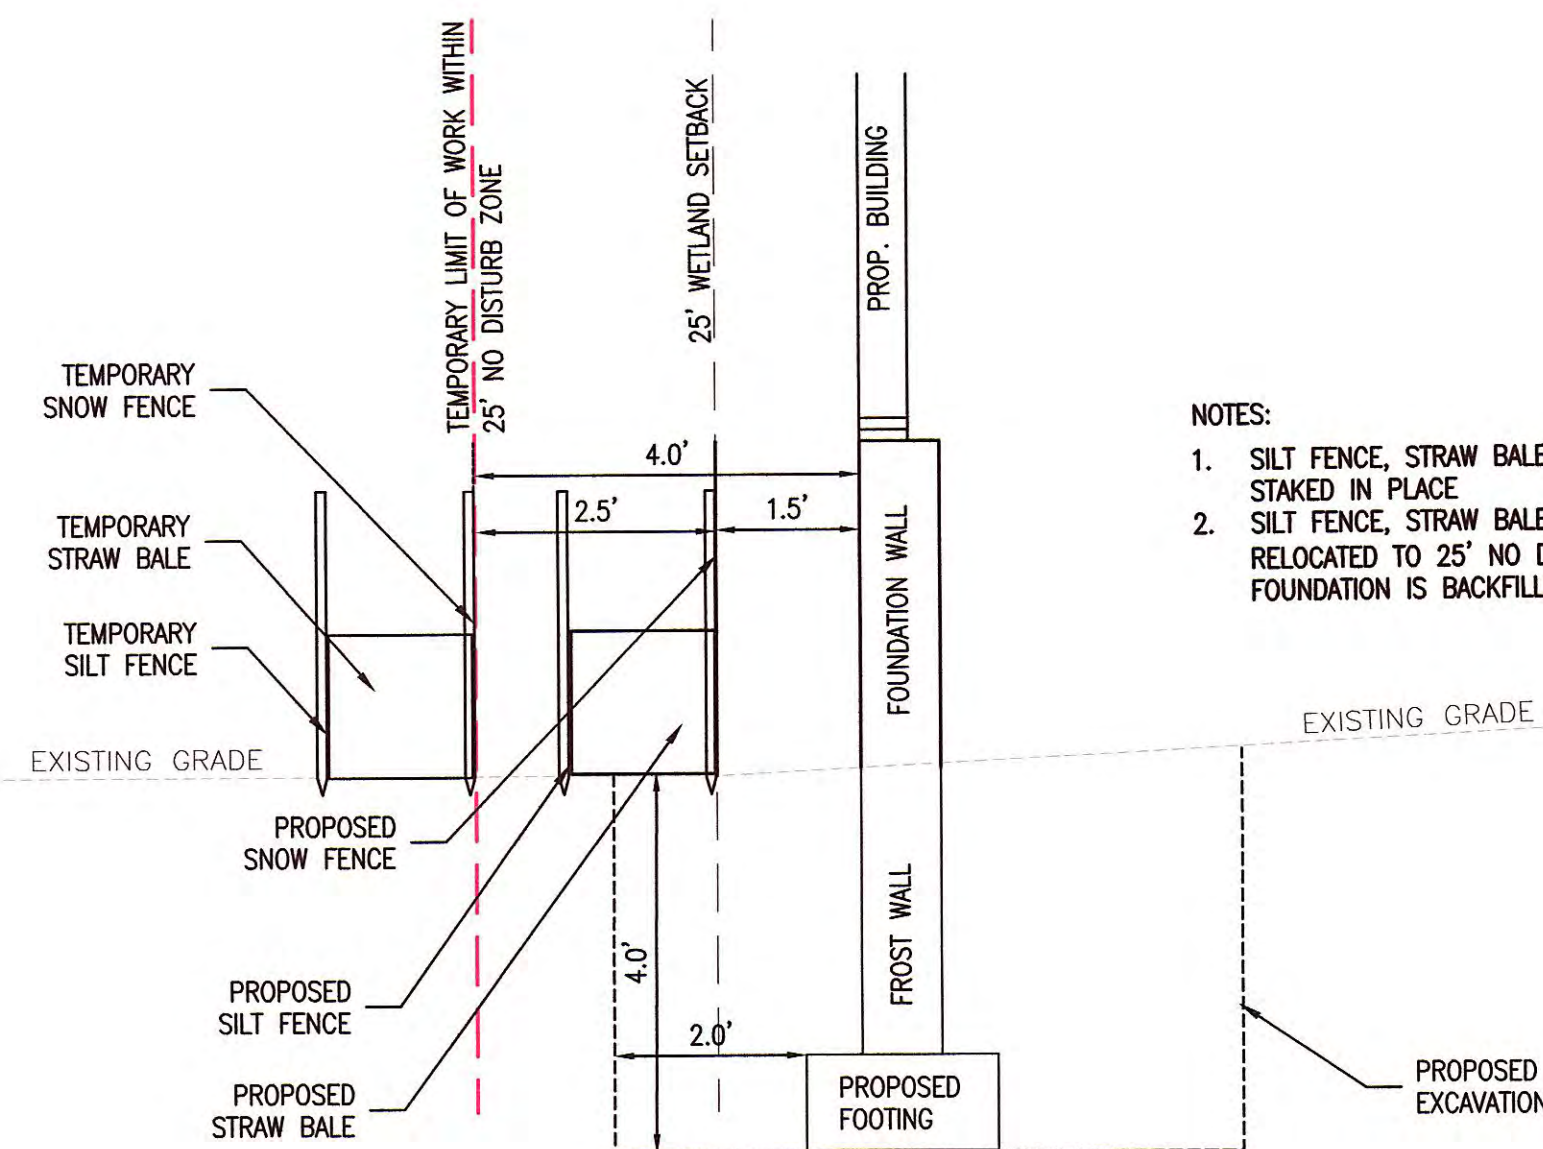 TEMPORARY LIMIT OF WORK WITHIN
25' NO DISTURB ZONE
25' WETLAND SETBACK
PROP. BUILDING
TEMPORARY
SNOW FENCE
TEMPORARY
STRAW BALE
TEMPORARY
SILT FENCE
EXISTING GRADE
4.0'
2.5'
1.5'
FOUNDATION WALL
NOTES:
1. SILT FENCE, STRAW BALE
STAKED IN PLACE
2. SILT FENCE, STRAW BALE
RELOCATED TO 25' NO D
FOUNDATION IS BACKFILL
EXISTING GRADE
PROPOSED
SNOW FENCE
PROPOSED
SILT FENCE
PROPOSED
STRAW BALE
4.0'
2.0'
FROST WALL
PROPOSED
FOOTING
PROPOSED
EXCAVATION